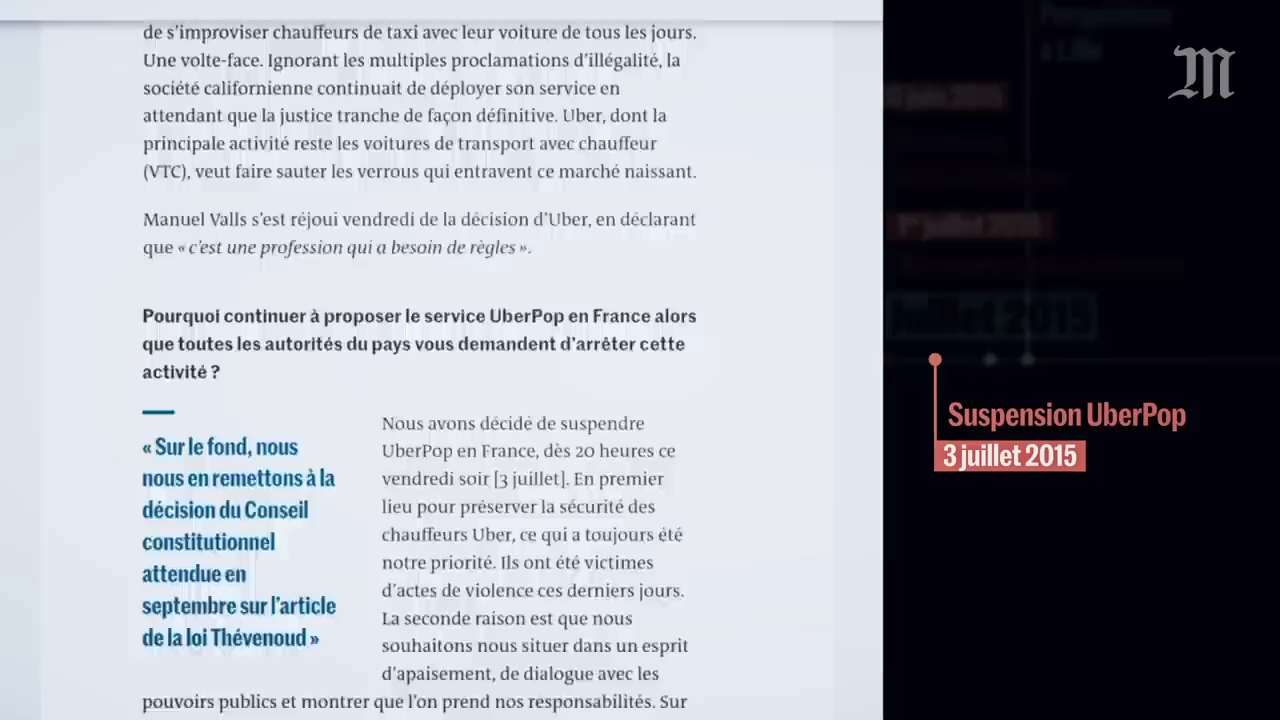 de s'improviser chauffeurs de taxi avec leur voiture de tous les jours.
Une volte-face. Ignorant les multiples proclamations d'illégalité, la
société californienne continuait de déployer son service en
attendant que la justice tranche de façon définitive. Uber, dont la
principale activité reste les voitures de transport avec chauffeur
(VTC), veut faire sauter les verrous qui entravent ce marché naissant.
Manuel Valls s'est réjoui vendredi de la décision d'Uber, en déclarant
que « c'est une profession qui a besoin de règles ».
Pourquoi continuer à proposer le service UberPop en France alors
que toutes les autorités du pays vous demandent d'arrêter cette
activité ?
« Sur le fond, nous
nous en remettons à la
décision du Conseil
constitutionnel
attendue en
septembre sur l'article
de la loi Thévenoud »
Nous avons décidé de suspendre
UberPop en France, dès 20 heures ce
vendredi soir [3 juillet]. En premier
lieu pour préserver la sécurité des
chauffeurs Uber, ce qui a toujours été
notre priorité. Ils ont été victimes
d'actes de violence ces derniers jours.
La seconde raison est que nous
souhaitons nous situer dans un esprit
d'apaisement, de dialogue avec les
pouvoirs publics et montrer que l'on prend nos responsabilités. Sur
M
juillet 2015
Suspension UberPop
3 juillet 2015